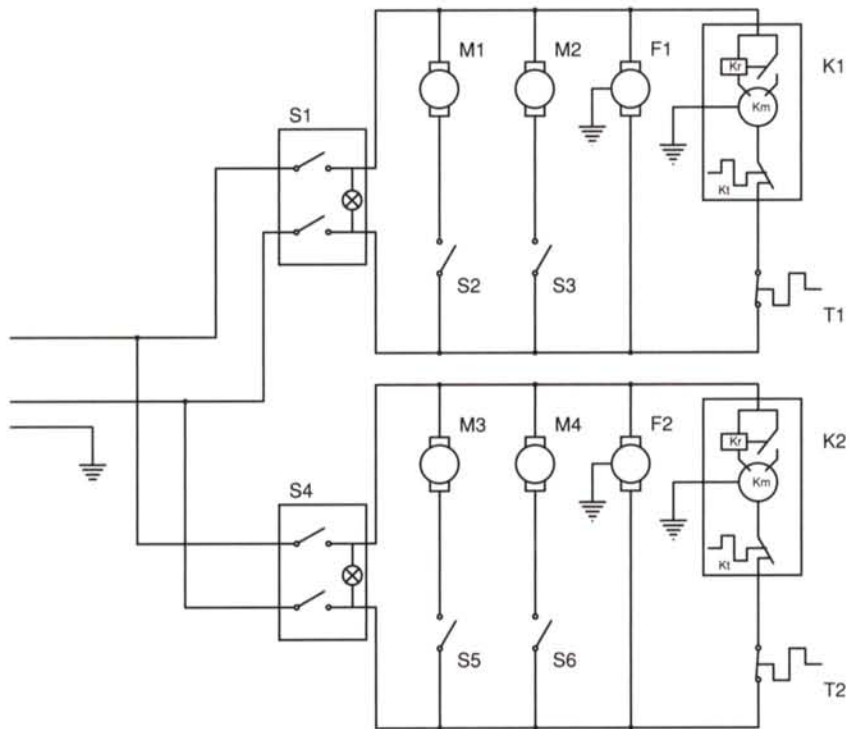 M1 M2 F1
K1
Kr
Km
S1
Kt
S2 S3
T1
M3 M4 F2
K2
Kr
Km
S4
Kt
S5 S6
T2